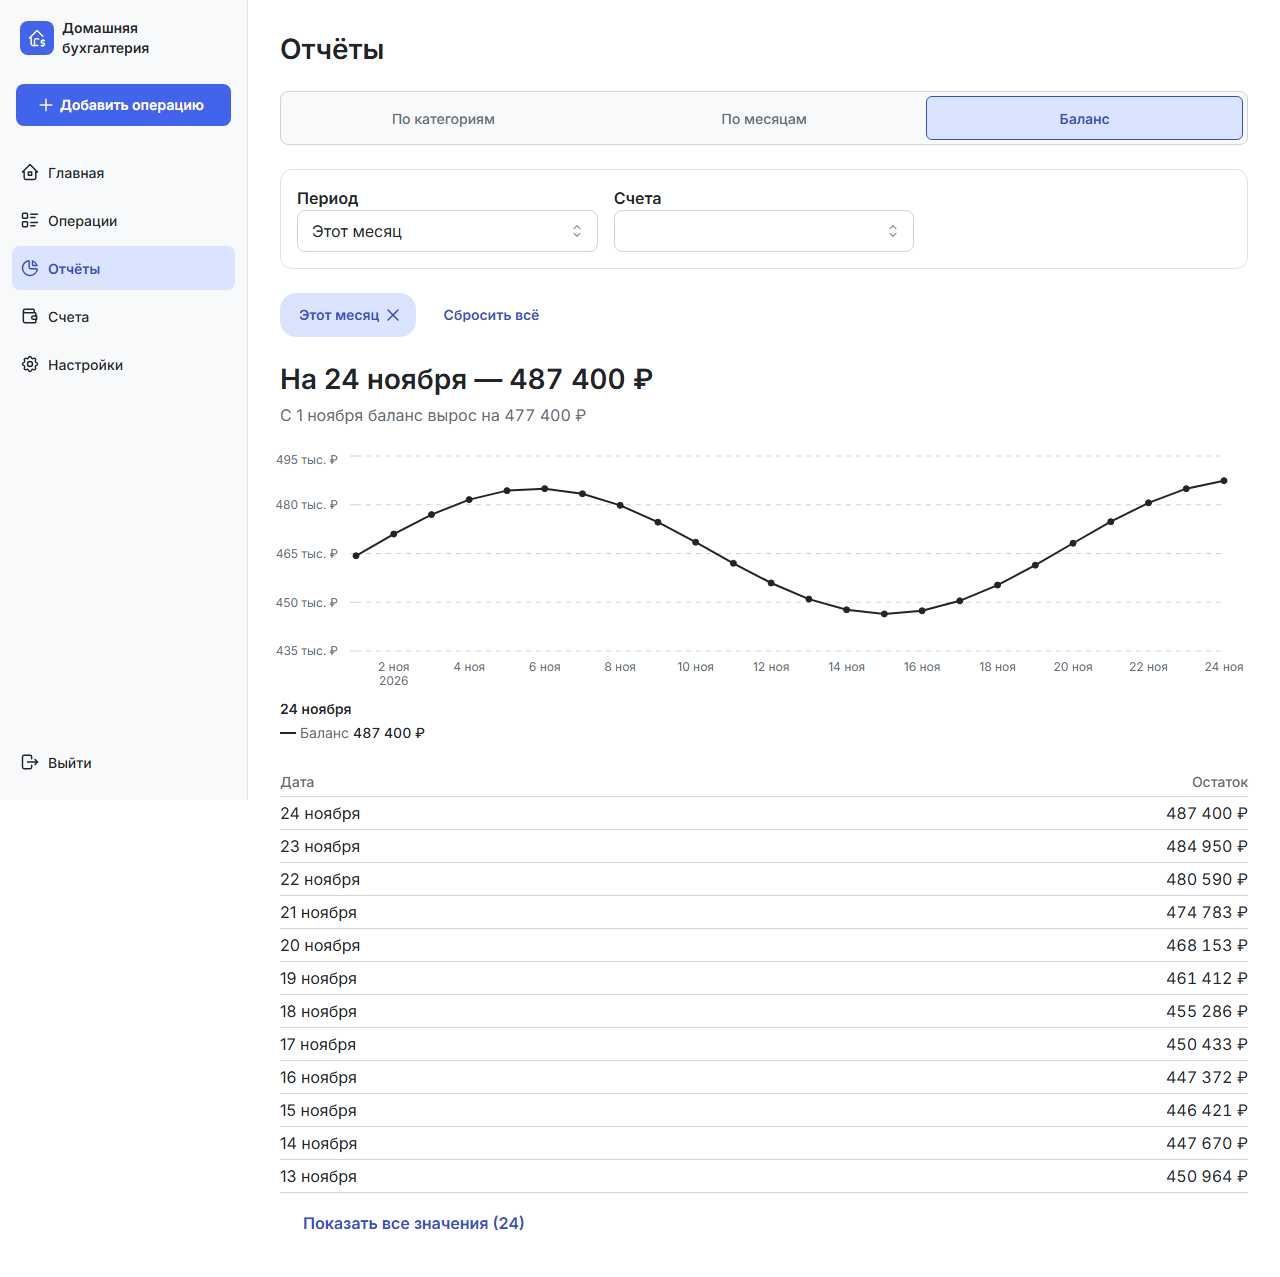 Домашняя
бухгалтерия
Добавить операцию
Главная
Операции
Отчёты
Счета
Настройки
Выйти
Отчёты
По категориям
По месяцам
Баланс
Период
Счета
Этот месяц
Этот месяц
Сбросить всё
На 24 ноября — 487 400 ₽
С 1 ноября баланс вырос на 477 400 ₽
495 тыс. ₽
480 тыс. ₽
465 тыс. ₽
450 тыс. ₽
435 тыс. ₽
2 ноя 4 ноя 6 ноя 8 ноя 10 ноя 12 ноя 14 ноя 16 ноя 18 ноя 20 ноя 22 ноя 24 ноя
2026
24 ноября
Баланс 487 400 ₽
Дата Остаток
24 ноября 487 400 ₽
23 ноября 484 950 ₽
22 ноября 480 590 ₽
21 ноября 474 783 ₽
20 ноября 468 153 ₽
19 ноября 461 412 ₽
18 ноября 455 286 ₽
17 ноября 450 433 ₽
16 ноября 447 372 ₽
15 ноября 446 421 ₽
14 ноября 447 670 ₽
13 ноября 450 964 ₽
Показать все значения (24)